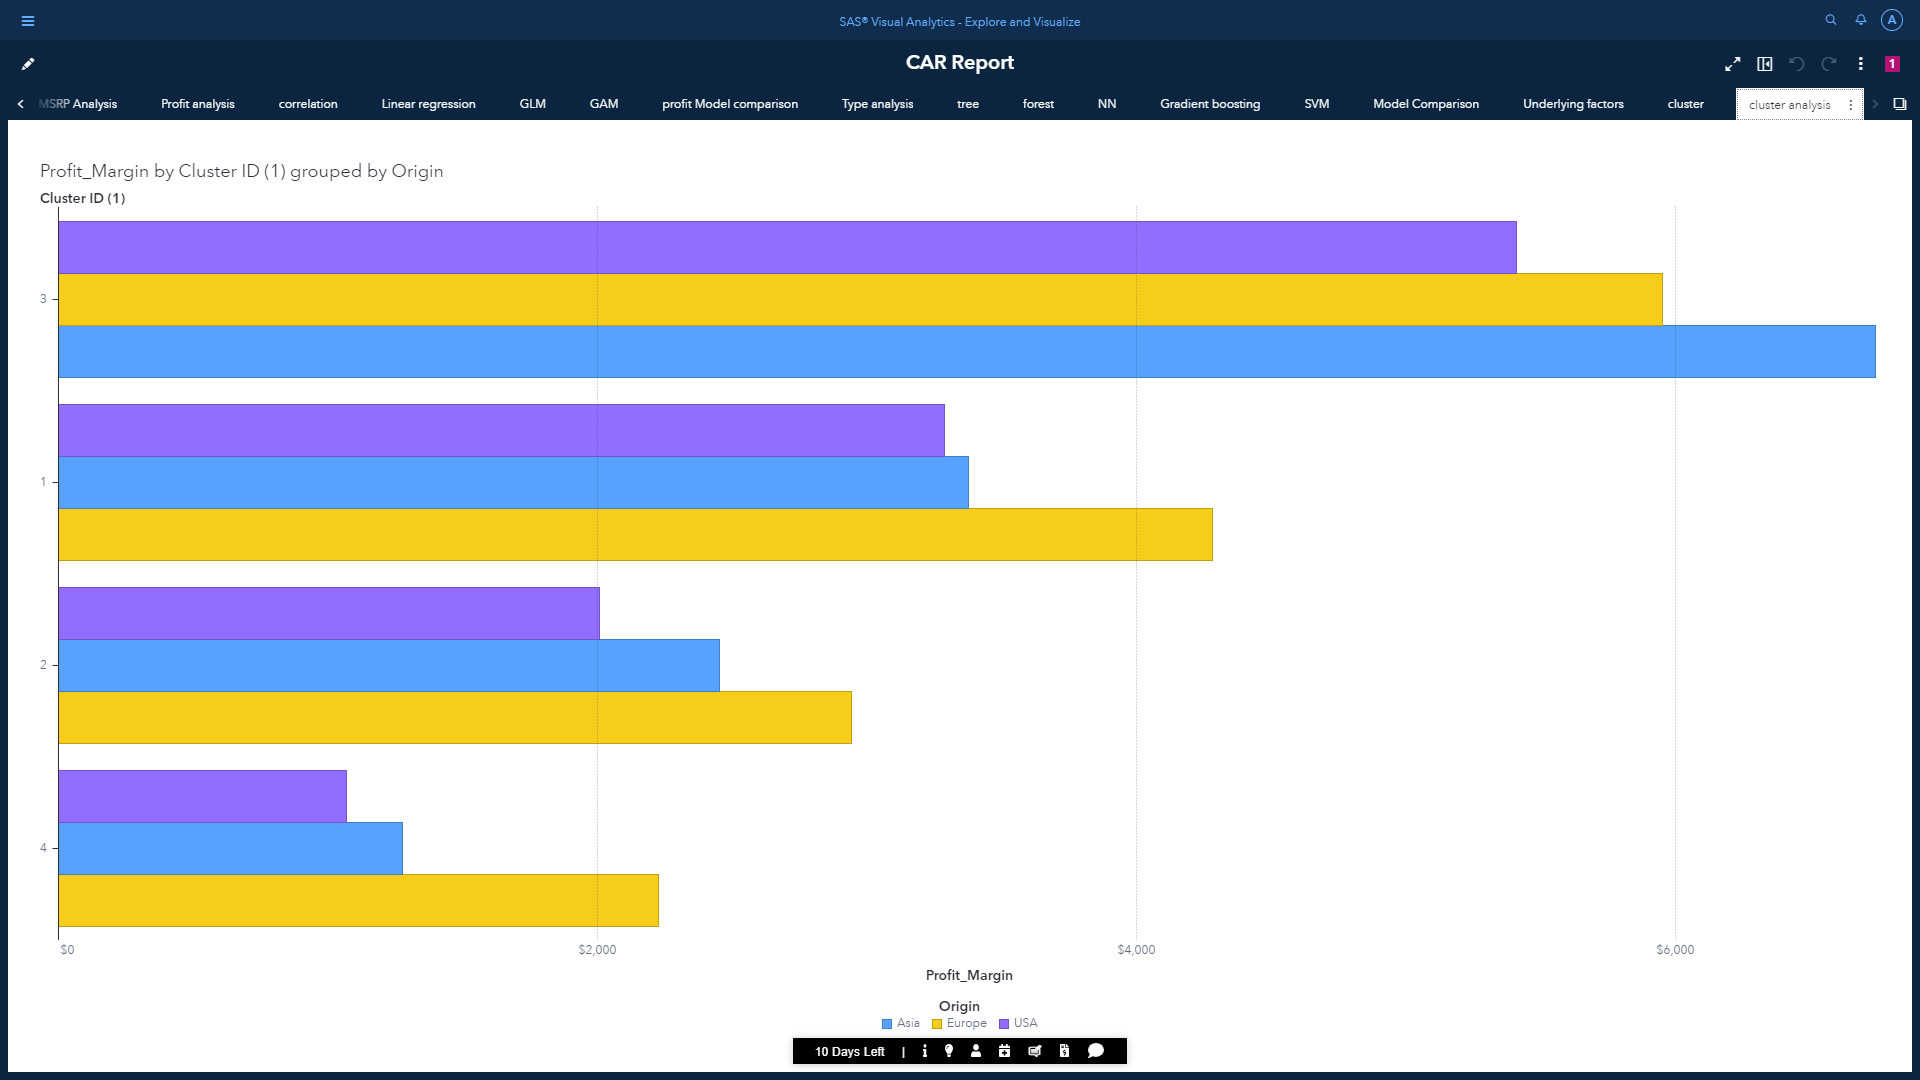 SAS® Visual Analytics - Explore and Visualize
A
CAR Report
1
MSRP Analysis Profit analysis correlation Linear regression GLM GAM profit Model comparison Type analysis tree forest NN Gradient boosting SVM Model Comparison Underlying factors cluster cluster analysis
Profit_Margin by Cluster ID (1) grouped by Origin
Cluster ID (1)
3
1
2
4
$0 $2,000 $4,000 $6,000
Profit_Margin
Origin
Asia Europe USA
10 Days Left |